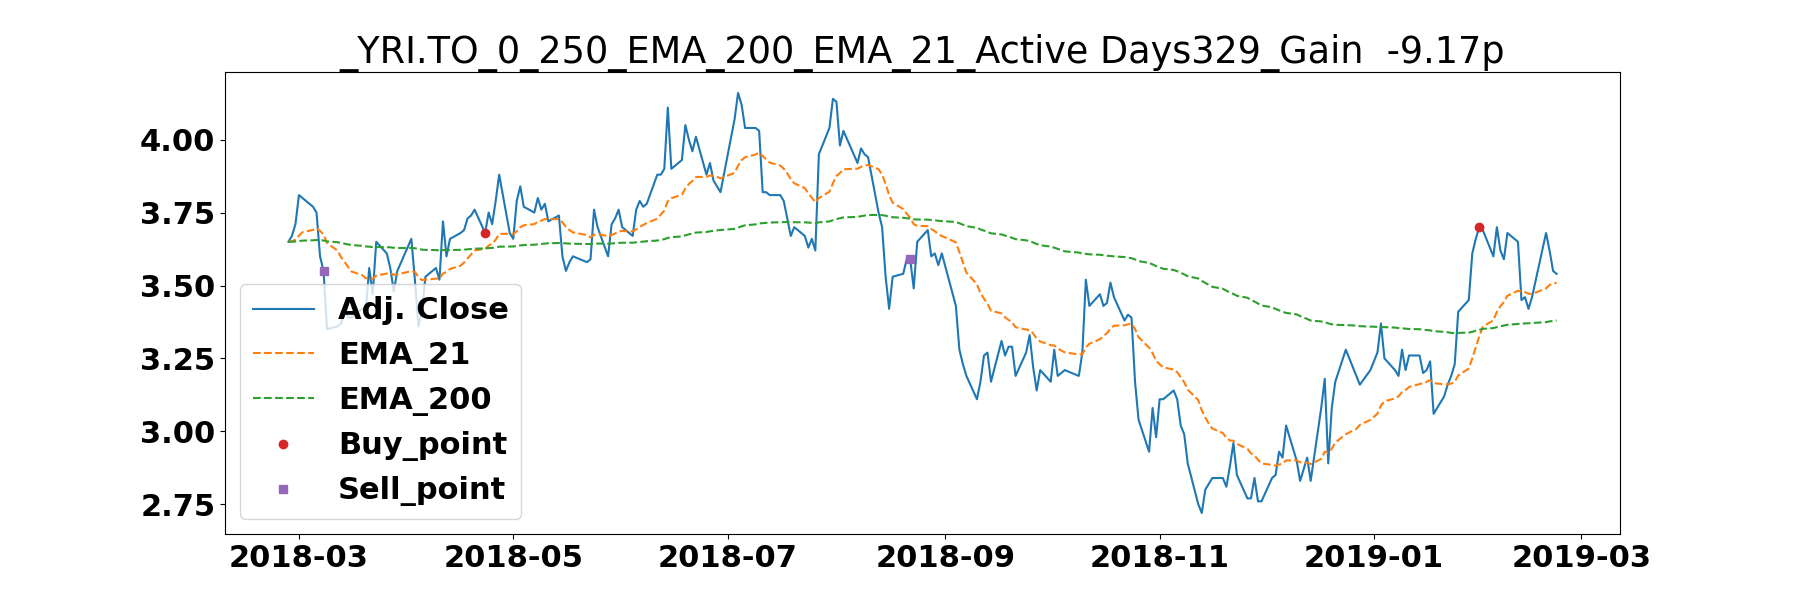 _YRI.TO_0_250_EMA_200_EMA_21_Active Days329_Gain  -9.17p
4.00
3.75
3.50
3.25
3.00
2.75
Adj. Close
EMA_21
EMA_200
Buy_point
Sell_point
2018-03 2018-05 2018-07 2018-09 2018-11 2019-01 2019-03